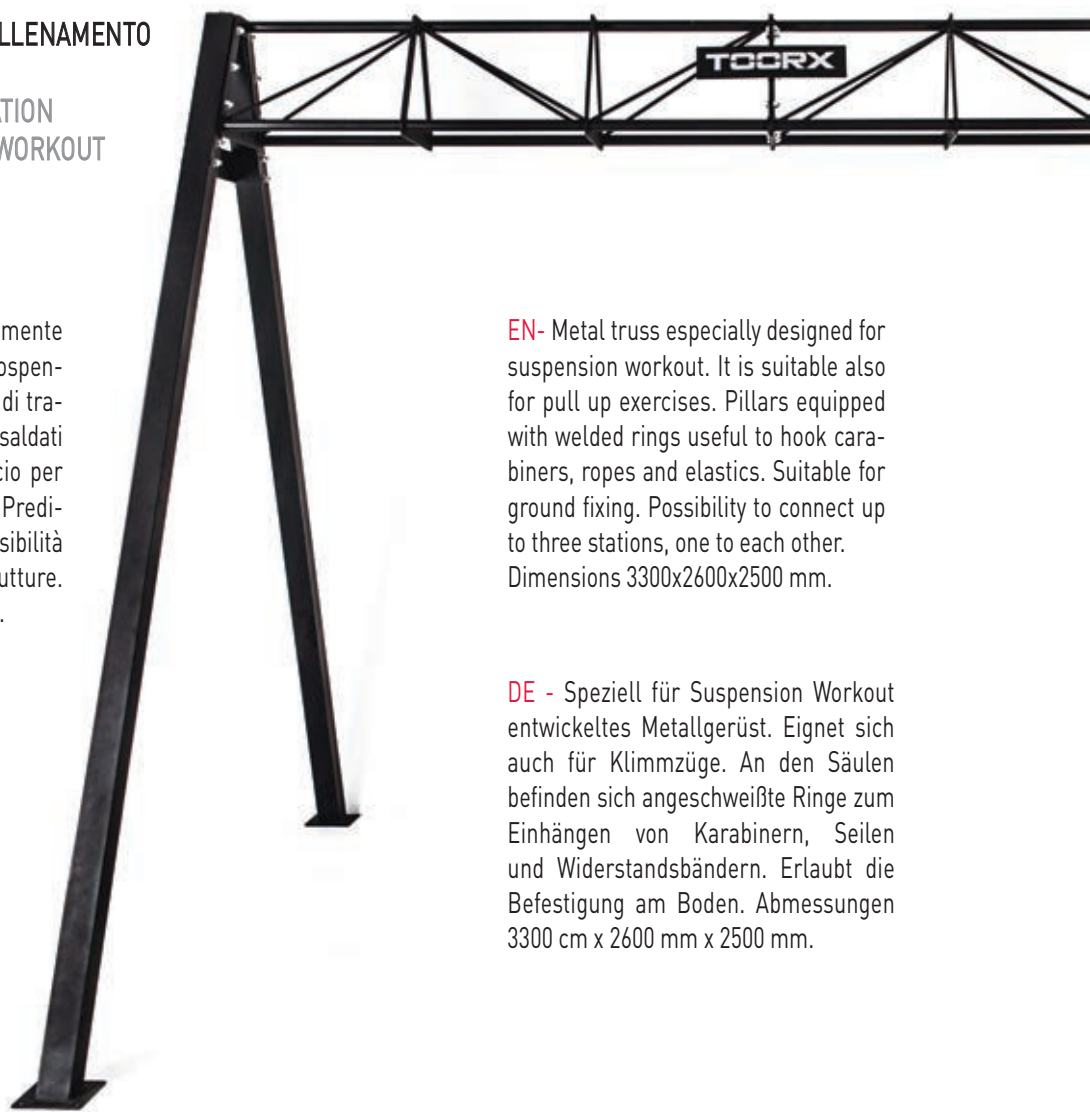 LLENAMENTO
ATION
WORKOUT
TOORX
mente
ospen-
di tra-
saldati
cio per
Predi-
sibilità
utture.
.
EN- Metal truss especially designed for
suspension workout. It is suitable also
for pull up exercises. Pillars equipped
with welded rings useful to hook cara-
biners, ropes and elastics. Suitable for
ground fixing. Possibility to connect up
to three stations, one to each other.
Dimensions 3300x2600x2500 mm.
DE - Speziell für Suspension Workout
entwickeltes Metallgerüst. Eignet sich
auch für Klimmzüge. An den Säulen
befinden sich angeschweißte Ringe zum
Einhängen von Karabinern, Seilen
und Widerstandsbändern. Erlaubt die
Befestigung am Boden. Abmessungen
3300 cm x 2600 mm x 2500 mm.